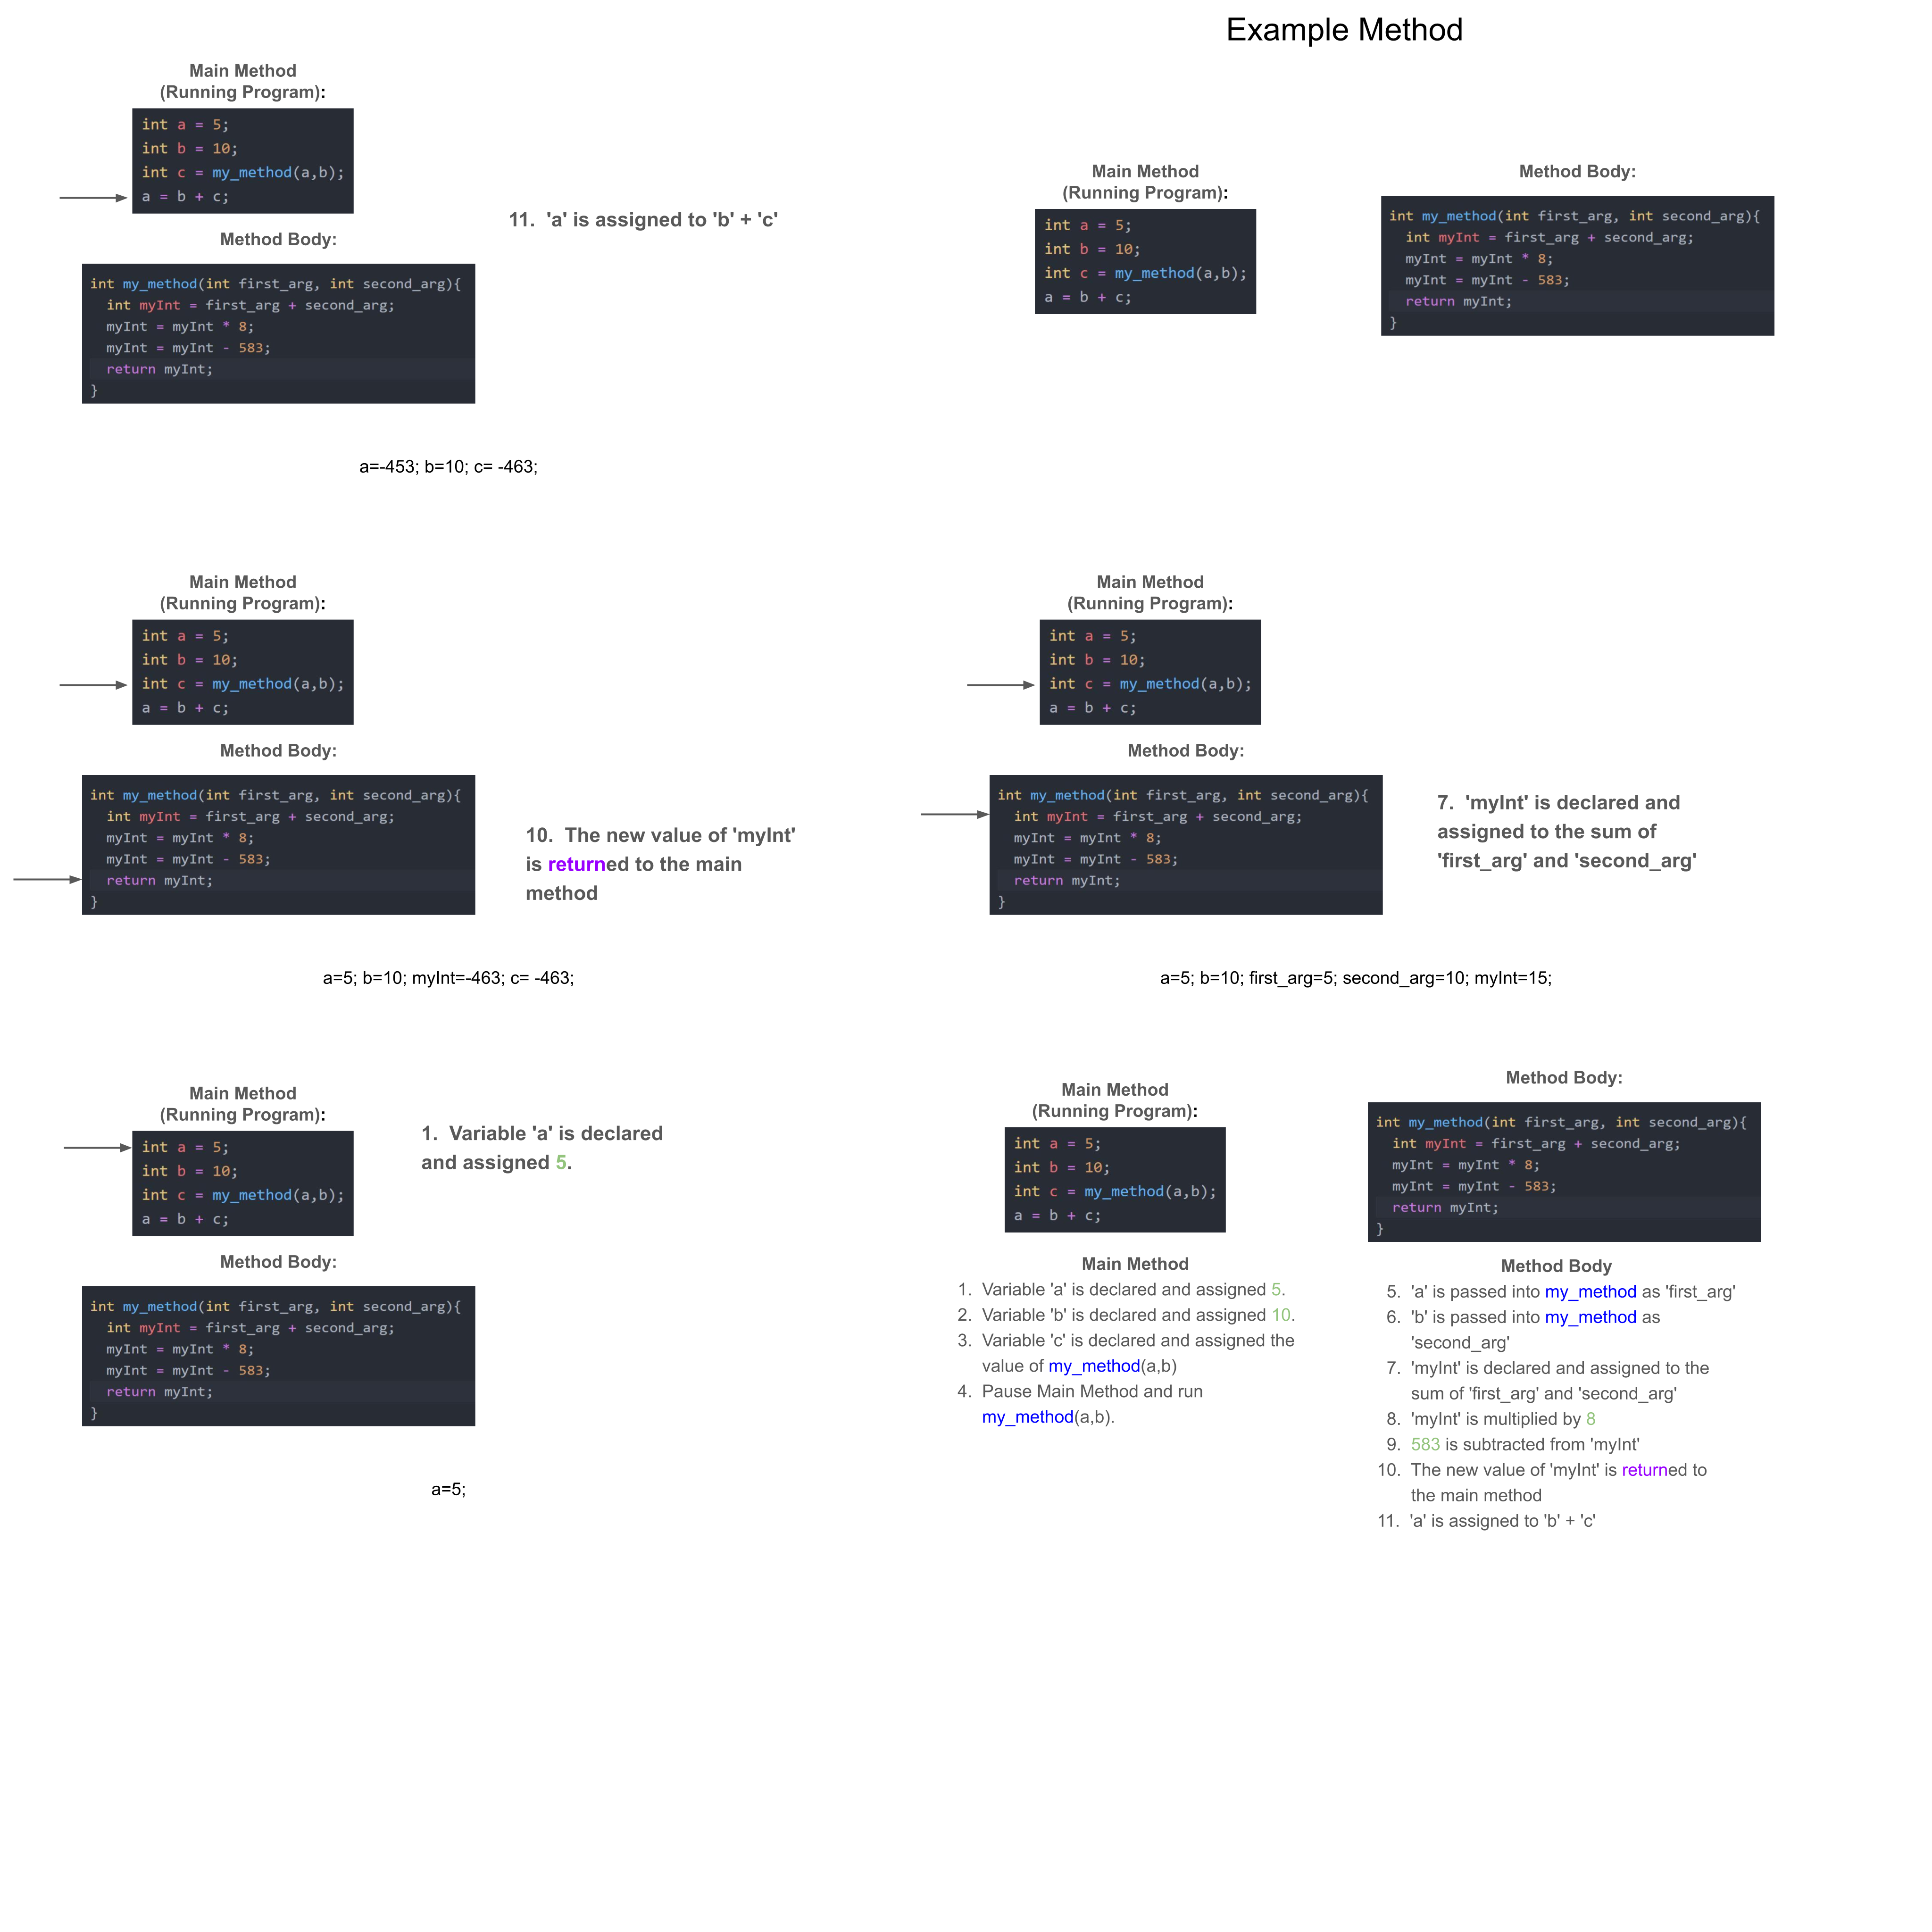 Main Method
(Running Program):
int a = 5;
int b = 10;
int c = my_method(a,b);
a = b + c;
11.  'a' is assigned to 'b' + 'c'
Method Body:
int my_method(int first_arg, int second_arg){
int myInt = first_arg + second_arg;
myInt = myInt * 8;
myInt = myInt - 583;
return myInt;
}
a=-453; b=10; c= -463;
Example Method
Main Method
(Running Program):
int a = 5;
int b = 10;
int c = my_method(a,b);
a = b + c;
Method Body:
int my_method(int first_arg, int second_arg){
int myInt = first_arg + second_arg;
myInt = myInt * 8;
myInt = myInt - 583;
return myInt;
}
Main Method
(Running Program):
int a = 5;
int b = 10;
int c = my_method(a,b);
a = b + c;
Method Body:
int my_method(int first_arg, int second_arg){
int myInt = first_arg + second_arg;
myInt = myInt * 8;
myInt = myInt - 583;
return myInt;
}
10.  The new value of 'myInt'
is returned to the main
method
a=5; b=10; myInt=-463; c= -463;
Main Method
(Running Program):
int a = 5;
int b = 10;
int c = my_method(a,b);
a = b + c;
Method Body:
int my_method(int first_arg, int second_arg){
int myInt = first_arg + second_arg;
myInt = myInt * 8;
myInt = myInt - 583;
return myInt;
}
7.  'myInt' is declared and
assigned to the sum of
'first_arg' and 'second_arg'
a=5; b=10; first_arg=5; second_arg=10; myInt=15;
Main Method
(Running Program):
int a = 5;
int b = 10;
int c = my_method(a,b);
a = b + c;
1.  Variable 'a' is declared
and assigned 5.
Method Body:
int my_method(int first_arg, int second_arg){
int myInt = first_arg + second_arg;
myInt = myInt * 8;
myInt = myInt - 583;
return myInt;
}
a=5;
Main Method
(Running Program):
int a = 5;
int b = 10;
int c = my_method(a,b);
a = b + c;
Main Method
1. Variable 'a' is declared and assigned 5.
2. Variable 'b' is declared and assigned 10.
3. Variable 'c' is declared and assigned the
value of my_method(a,b)
4. Pause Main Method and run
my_method(a,b).
Method Body:
int my_method(int first_arg, int second_arg){
int myInt = first_arg + second_arg;
myInt = myInt * 8;
myInt = myInt - 583;
return myInt;
}
Method Body
5. 'a' is passed into my_method as 'first_arg'
6. 'b' is passed into my_method as
'second_arg'
7. 'myInt' is declared and assigned to the
sum of 'first_arg' and 'second_arg'
8. 'myInt' is multiplied by 8
9. 583 is subtracted from 'myInt'
10. The new value of 'myInt' is returned to
the main method
11. 'a' is assigned to 'b' + 'c'